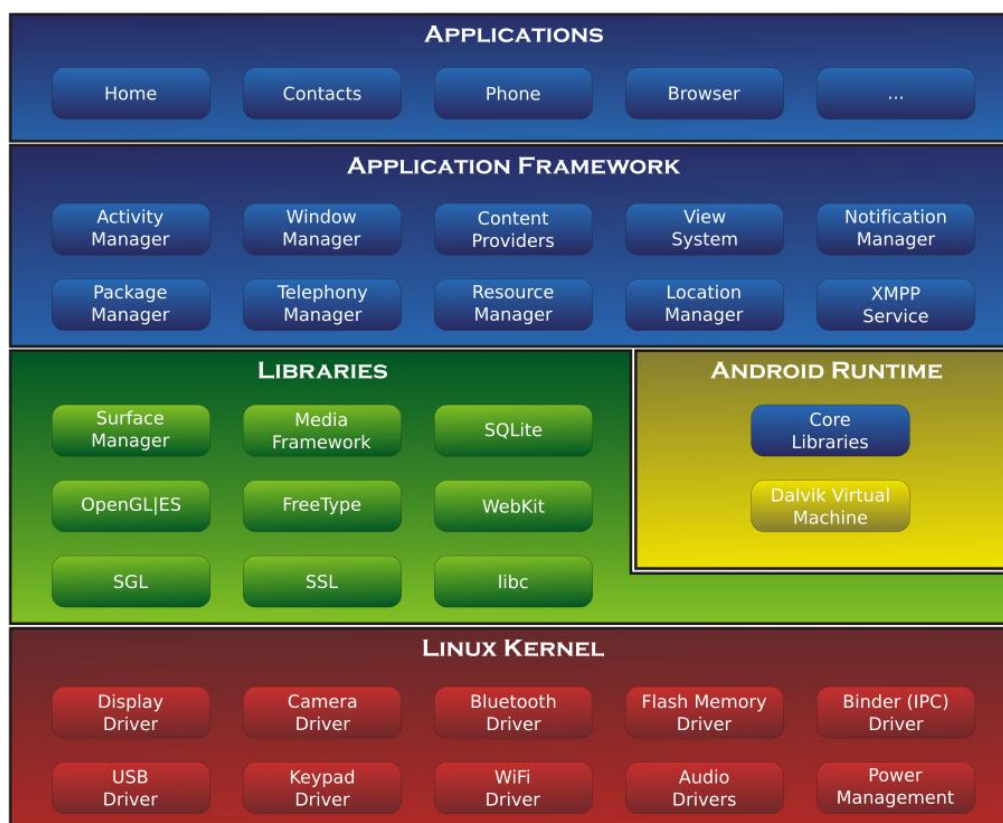 APPLICATIONS
Home Contacts Phone Browser ...
APPLICATION FRAMEWORK
Activity Manager
Window Manager
Content Providers
View System
Notification Manager
Package Manager
Telephony Manager
Resource Manager
Location Manager
XMPP Service
LIBRARIES
Surface Manager
Media Framework
SQLite
OpenGL|ES
FreeType
WebKit
SGL
SSL
libc
ANDROID RUNTIME
Core Libraries
Dalvik Virtual Machine
LINUX KERNEL
Display Driver
Camera Driver
Bluetooth Driver
Flash Memory Driver
Binder (IPC) Driver
USB Driver
Keypad Driver
WiFi Driver
Audio Drivers
Power Management